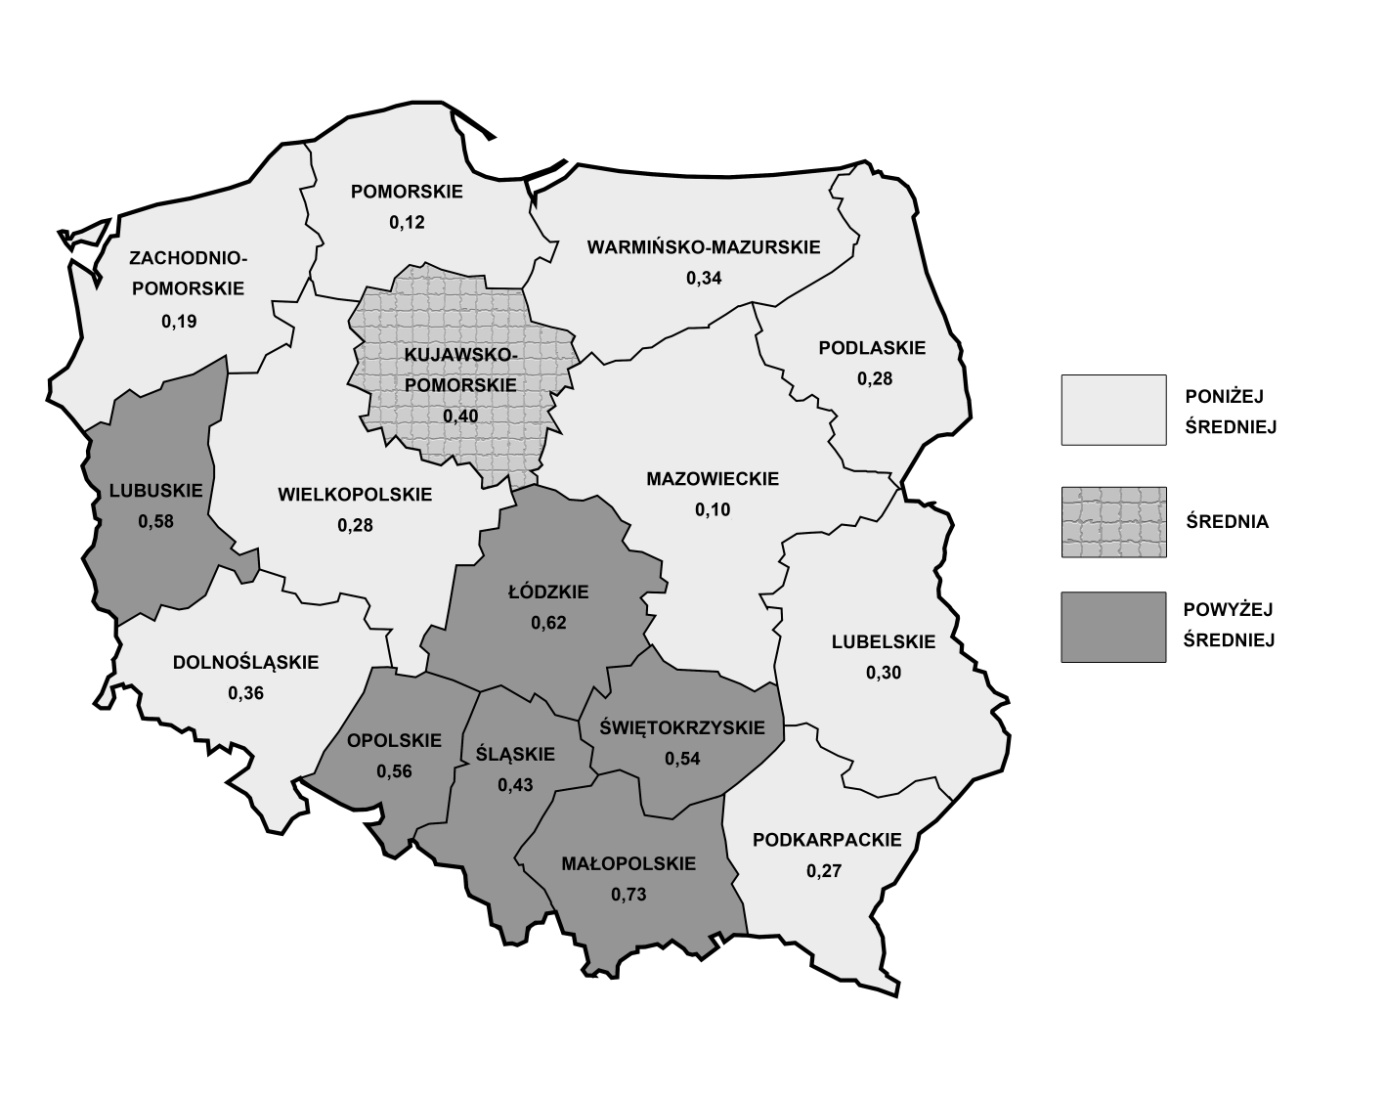 POMORSKIE
0,12
WARMIŃSKO-MAZURSKIE
0,34
ZACHODNIO-
POMORSKIE
0,19
KUJAWSKO-
POMORSKIE
0,40
PODLASKIE
0,28
LUBUSKIE
0,58
WIELKOPOLSKIE
0,28
MAZOWIECKIE
0,10
ŁÓDZKIE
0,62
LUBELSKIE
0,30
DOLNOŚLĄSKIE
0,36
OPOLSKIE
0,56
ŚLĄSKIE
0,43
ŚWIĘTOKRZYSKIE
0,54
MAŁOPOLSKIE
0,73
PODKARPACKIE
0,27
PONIŻEJ
ŚREDNIEJ
ŚREDNIA
POWYŻEJ
ŚREDNIEJ